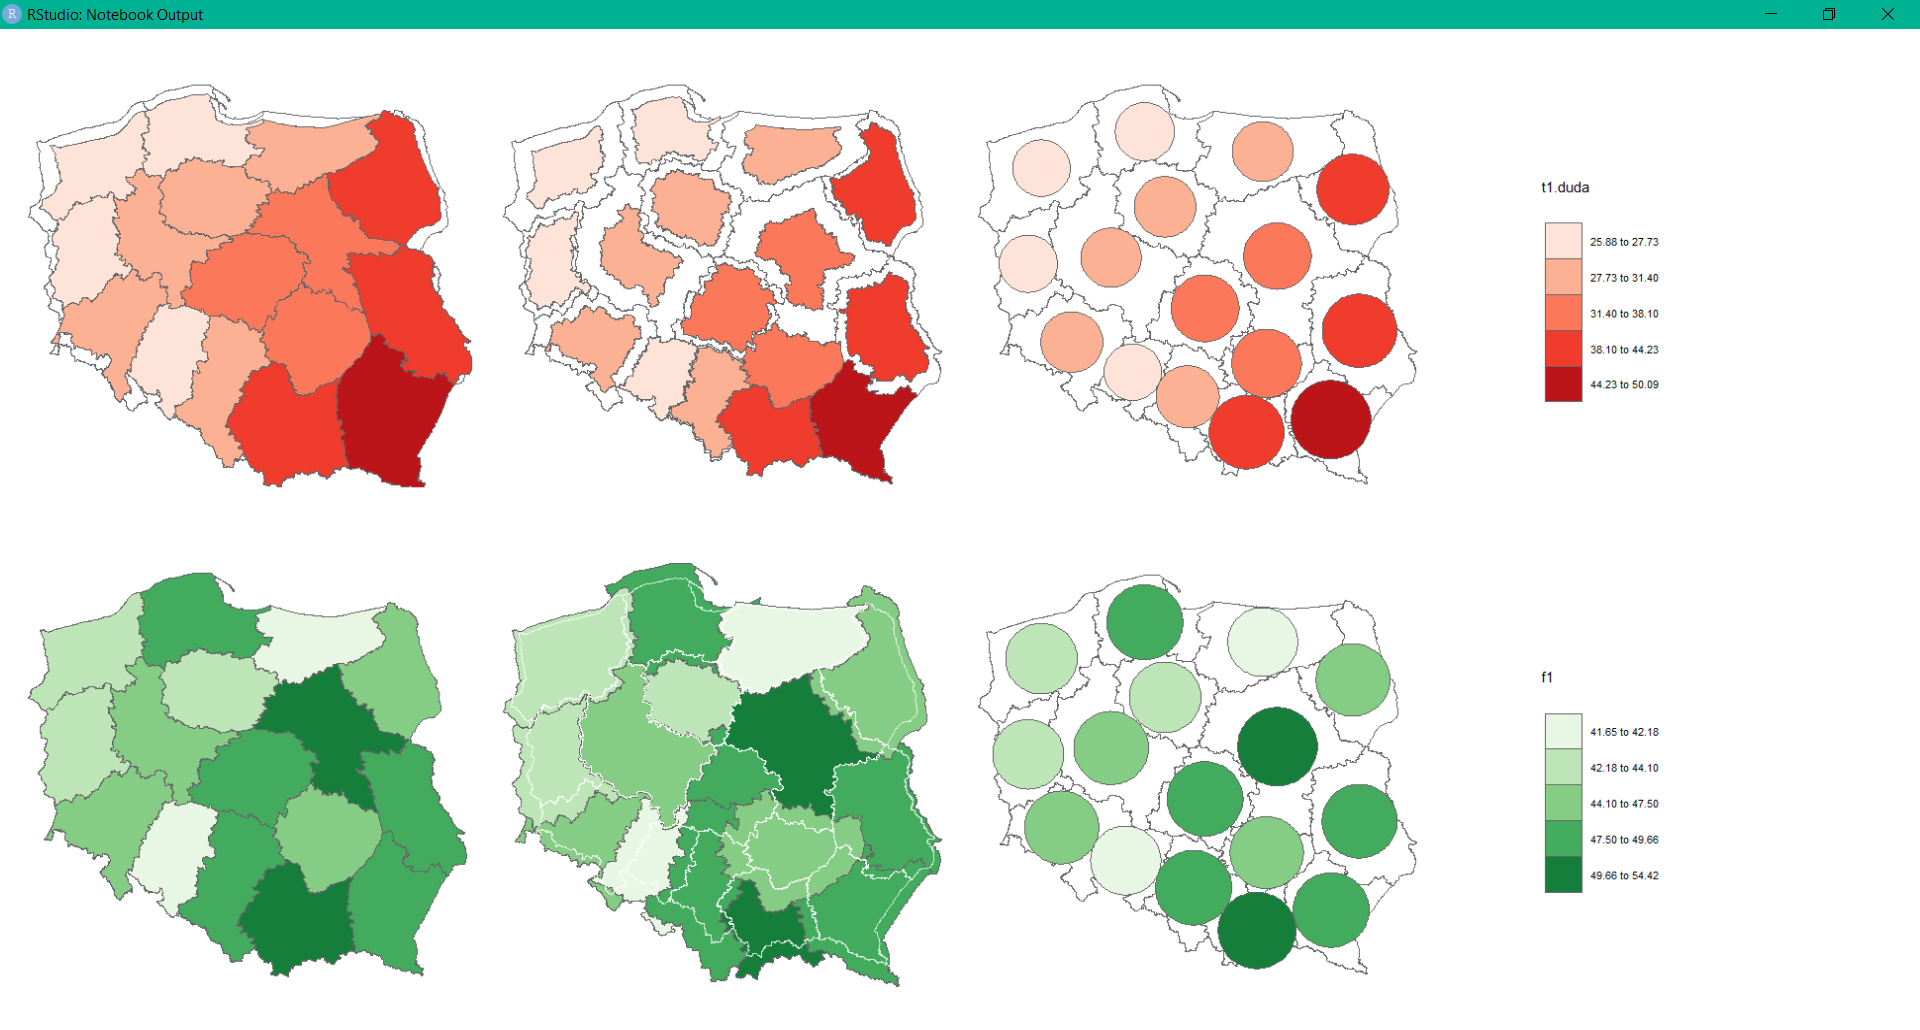 R RStudio: Notebook Output
t1.duda
25.88 to 27.73
27.73 to 31.40
31.40 to 38.10
38.10 to 44.23
44.23 to 50.09
f1
41.65 to 42.18
42.18 to 44.10
44.10 to 47.50
47.50 to 49.66
49.66 to 54.42